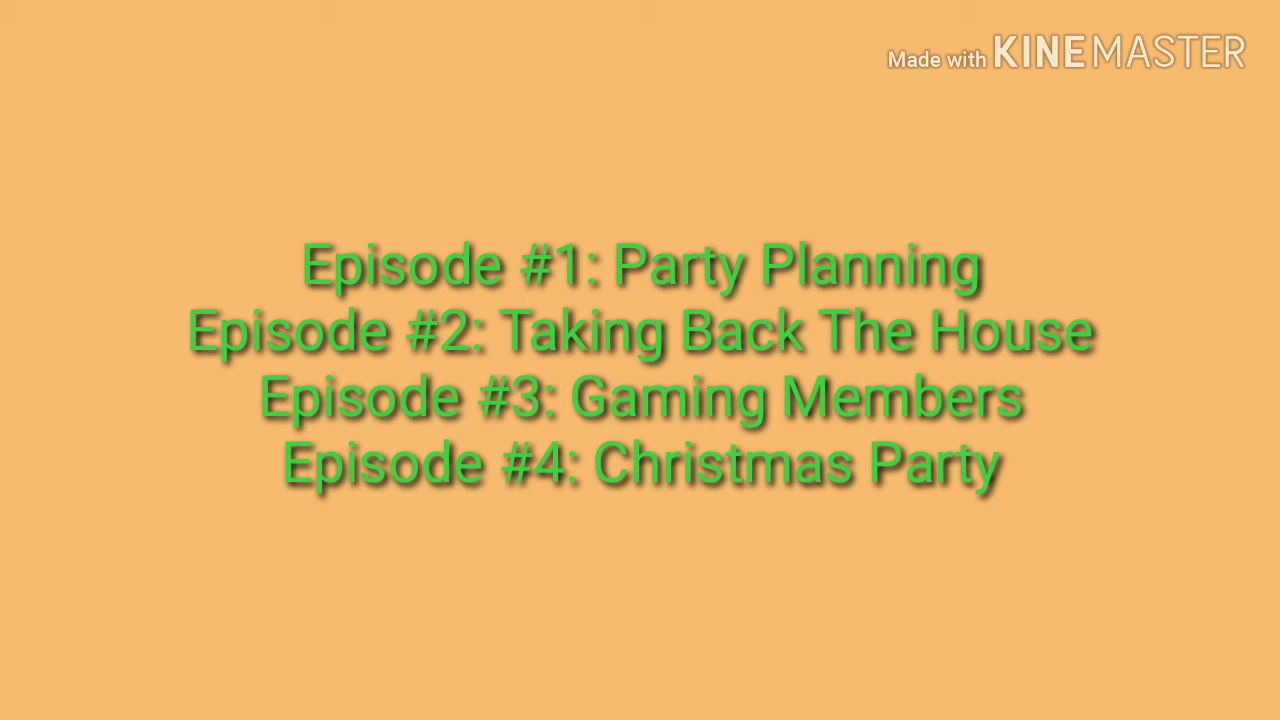 Made with KINEMASTER
Episode #1: Party Planning
Episode #2: Taking Back The House
Episode #3: Gaming Members
Episode #4: Christmas Party